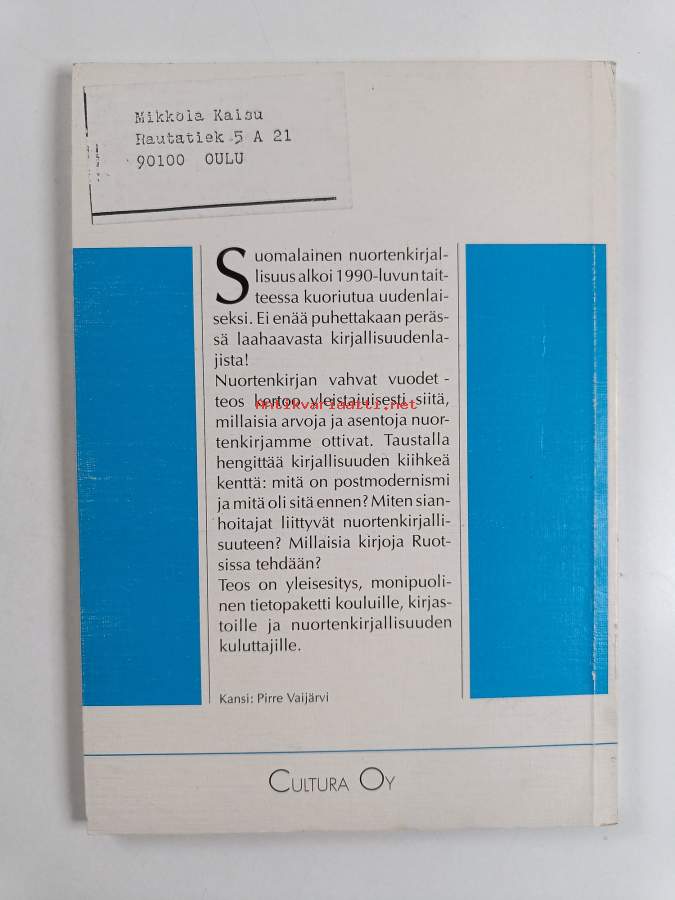 Mikkola Kaisu
Rautatiek 5 A 21
90100 OULU
Suomalainen nuortenkirjal-
lisuus alkoi 1990-luvun tait-
teessa kuoriutua uudenlai-
seksi. Ei enää puhettakaan peräs-
sä laahaavasta kirjallisuudenla-
jista!
Nuortenkirjan vahvat vuodet -
teos kertoo yleistajuisesti siitä,
antikvariaatti.net
millaisia arvoja ja asentoja nuor-
tenkirjamme ottivat. Taustalla
hengittää kirjallisuuden kiihkeä
kenttä: mitä on postmodernismi
ja mitä oli sitä ennen? Miten sian-
hoitajat liittyvät nuortenkirjalli-
suuteen? Millaisia kirjoja Ruot-
sissa tehdään?
Teos on yleisesitys, monipuoli-
nen tietopaketti kouluille, kirjas-
toille ja nuortenkirjallisuuden
kuluttajille.
Kansi: Pirre Vaijärvi
CULTURA OY